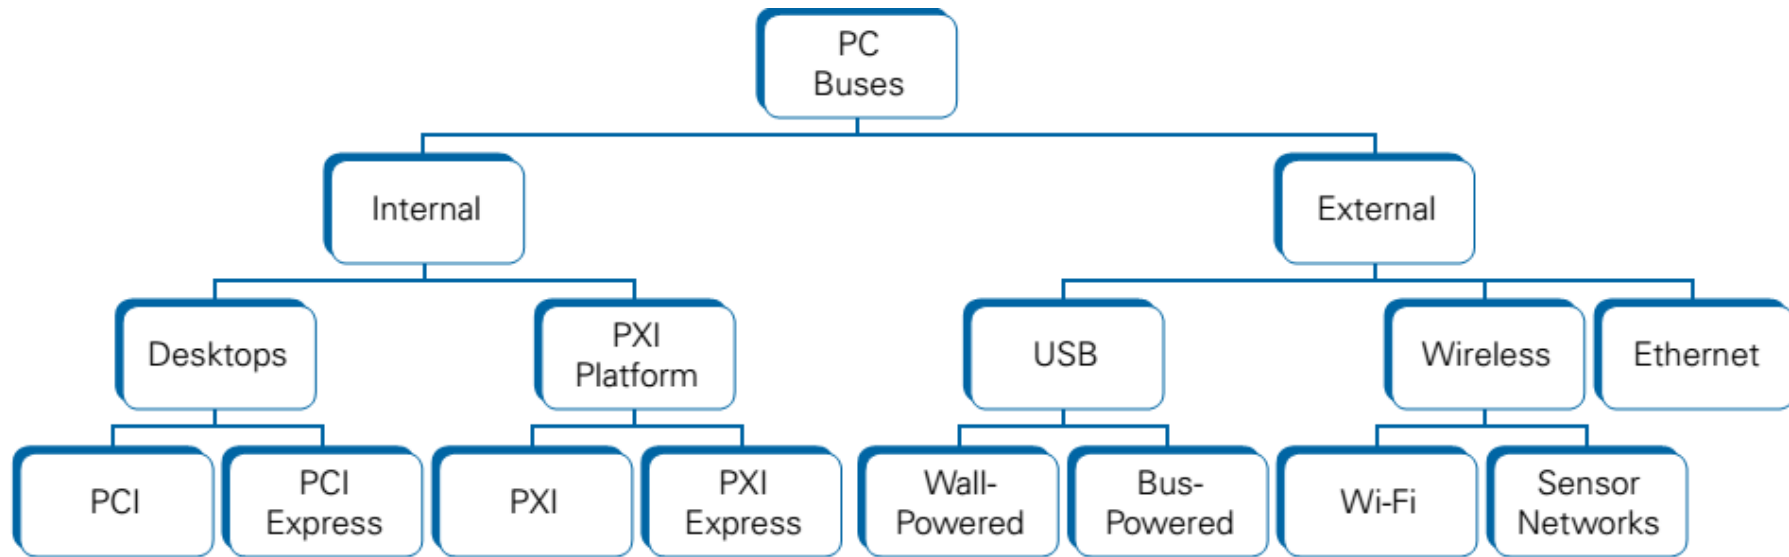 PC
Buses
Internal
External
Desktops
PXI
Platform
USB
Wireless
Ethernet
PCI
PCI
Express
PXI
PXI
Express
Wall-
Powered
Bus-
Powered
Wi-Fi
Sensor
Networks